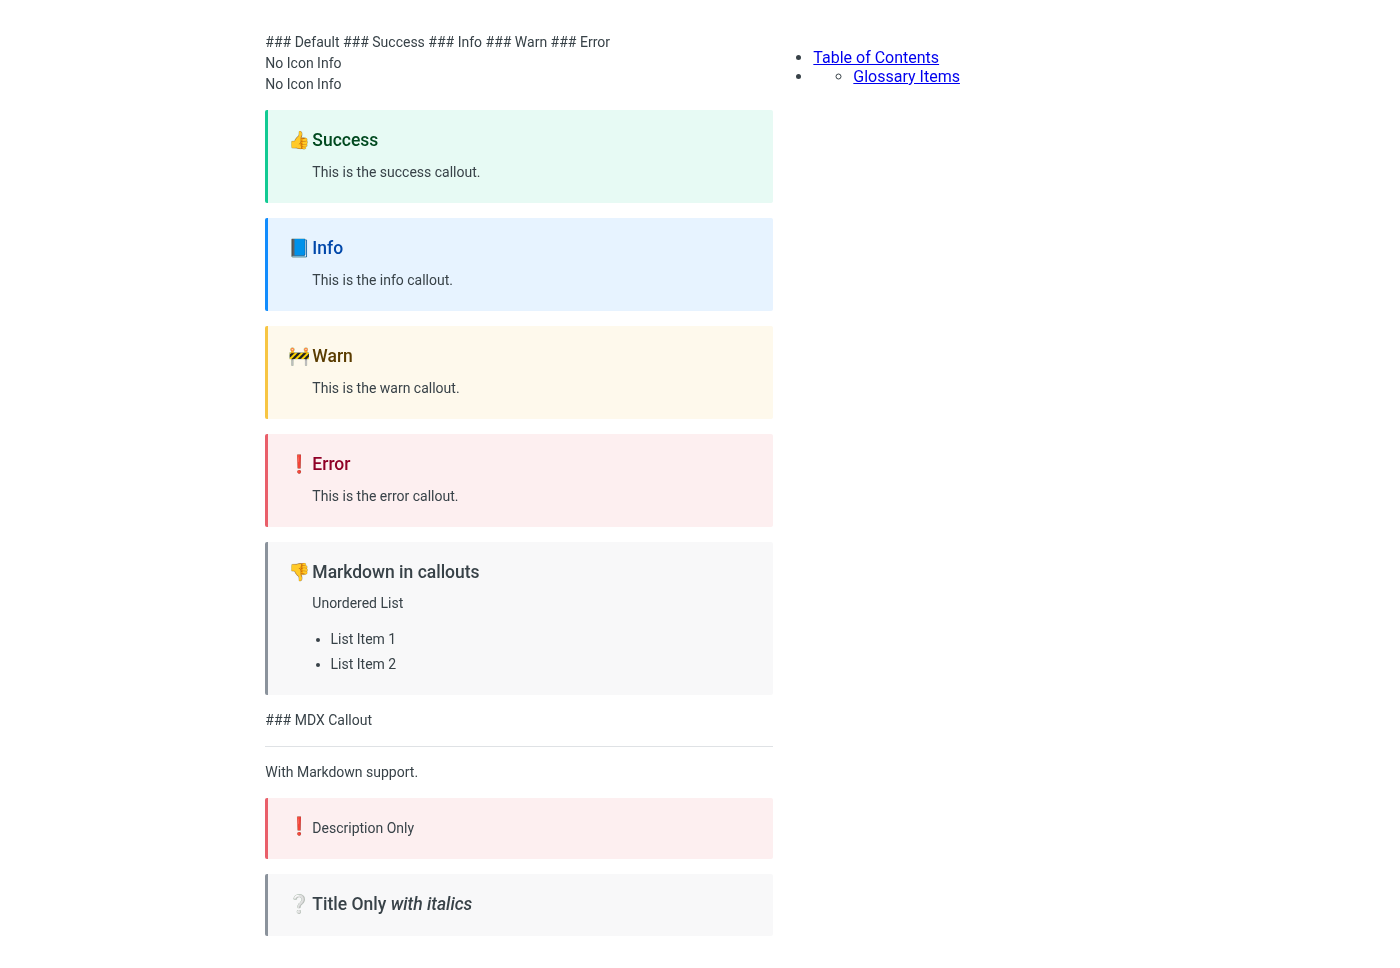 ### Default ### Success ### Info ### Warn ### Error
No Icon Info
No Icon Info
👍 Success
This is the success callout.
📘 Info
This is the info callout.
🚧 Warn
This is the warn callout.
❗ Error
This is the error callout.
👎 Markdown in callouts
Unordered List
• List Item 1
• List Item 2
### MDX Callout
With Markdown support.
❗ Description Only
❔ Title Only with italics
• Table of Contents
• ◦ Glossary Items